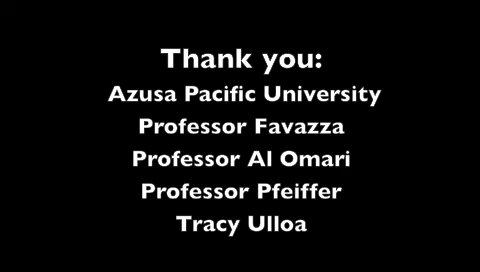 Thank you:
Azusa Pacific University
Professor Favazza
Professor Al Omari
Professor Pfeiffer
Tracy Ulloa